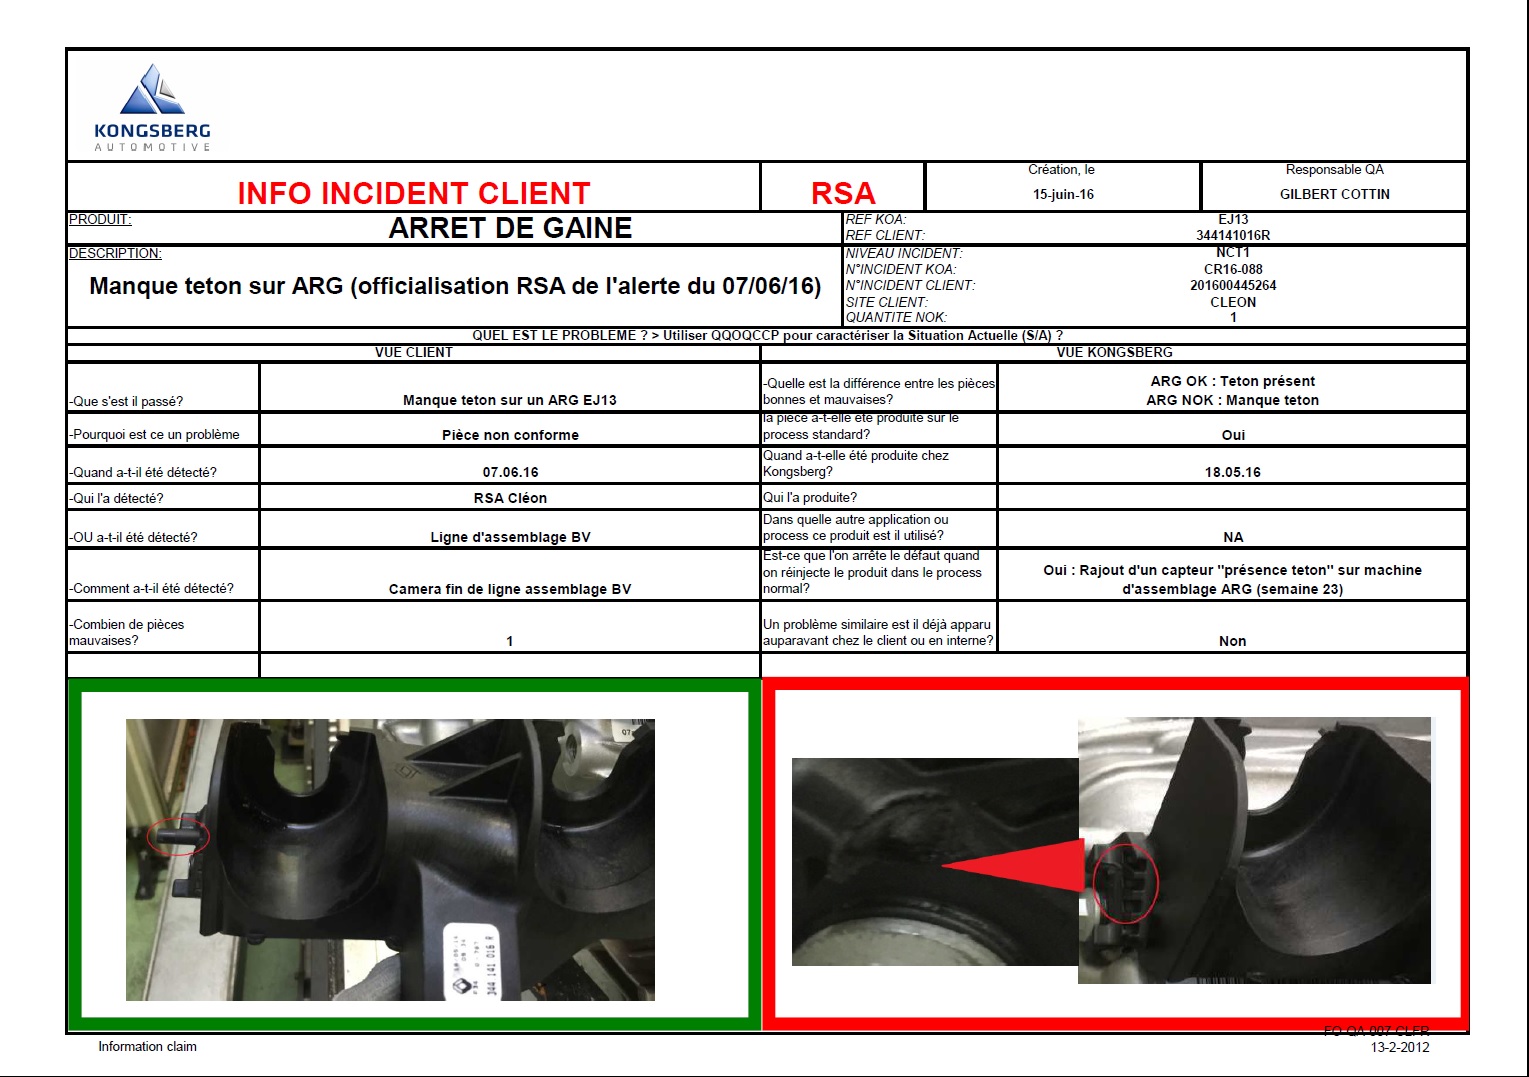 KONGSBERG
AUTOMOTIVE
INFO INCIDENT CLIENT
RSA
Création, le
15-juin-16
Responsable QA
GILBERT COTTIN
PRODUIT:
ARRET DE GAINE
REF KOA: EJ13
REF CLIENT: 344141016R
DESCRIPTION:
Manque teton sur ARG (officialisation RSA de l'alerte du 07/06/16)
NIVEAU INCIDENT: NCT1
N°INCIDENT KOA: CR16-088
N°INCIDENT CLIENT: 201600445264
SITE CLIENT: CLEON
QUANTITE NOK: 1
QUEL EST LE PROBLEME ? > Utiliser QQOQCCP pour caractériser la Situation Actuelle (S/A) ?
VUE CLIENT
VUE KONGSBERG
-Que s'est il passé?
Manque teton sur un ARG EJ13
-Quelle est la différence entre les pièces
bonnes et mauvaises?
ARG OK : Teton présent
ARG NOK : Manque teton
-Pourquoi est ce un problème
Pièce non conforme
la pièce a-t-elle été produite sur le
process standard?
Oui
-Quand a-t-il été détecté?
07.06.16
Quand a-t-elle été produite chez
Kongsberg?
18.05.16
-Qui l'a détecté?
RSA Cléon
Qui l'a produite?
-OU a-t-il été détecté?
Ligne d'assemblage BV
Dans quelle autre application ou
process ce produit est il utilisé?
NA
-Comment a-t-il été détecté?
Camera fin de ligne assemblage BV
Est-ce que l'on arrête le défaut quand
on réinjecte le produit dans le process
normal?
Oui : Rajout d'un capteur "présence teton" sur machine
d'assemblage ARG (semaine 23)
-Combien de pièces
mauvaises?
1
Un problème similaire est il déjà apparu
auparavant chez le client ou en interne?
Non
344 141 016 R
Information claim
FO-QA-007-CLFR
13-2-2012